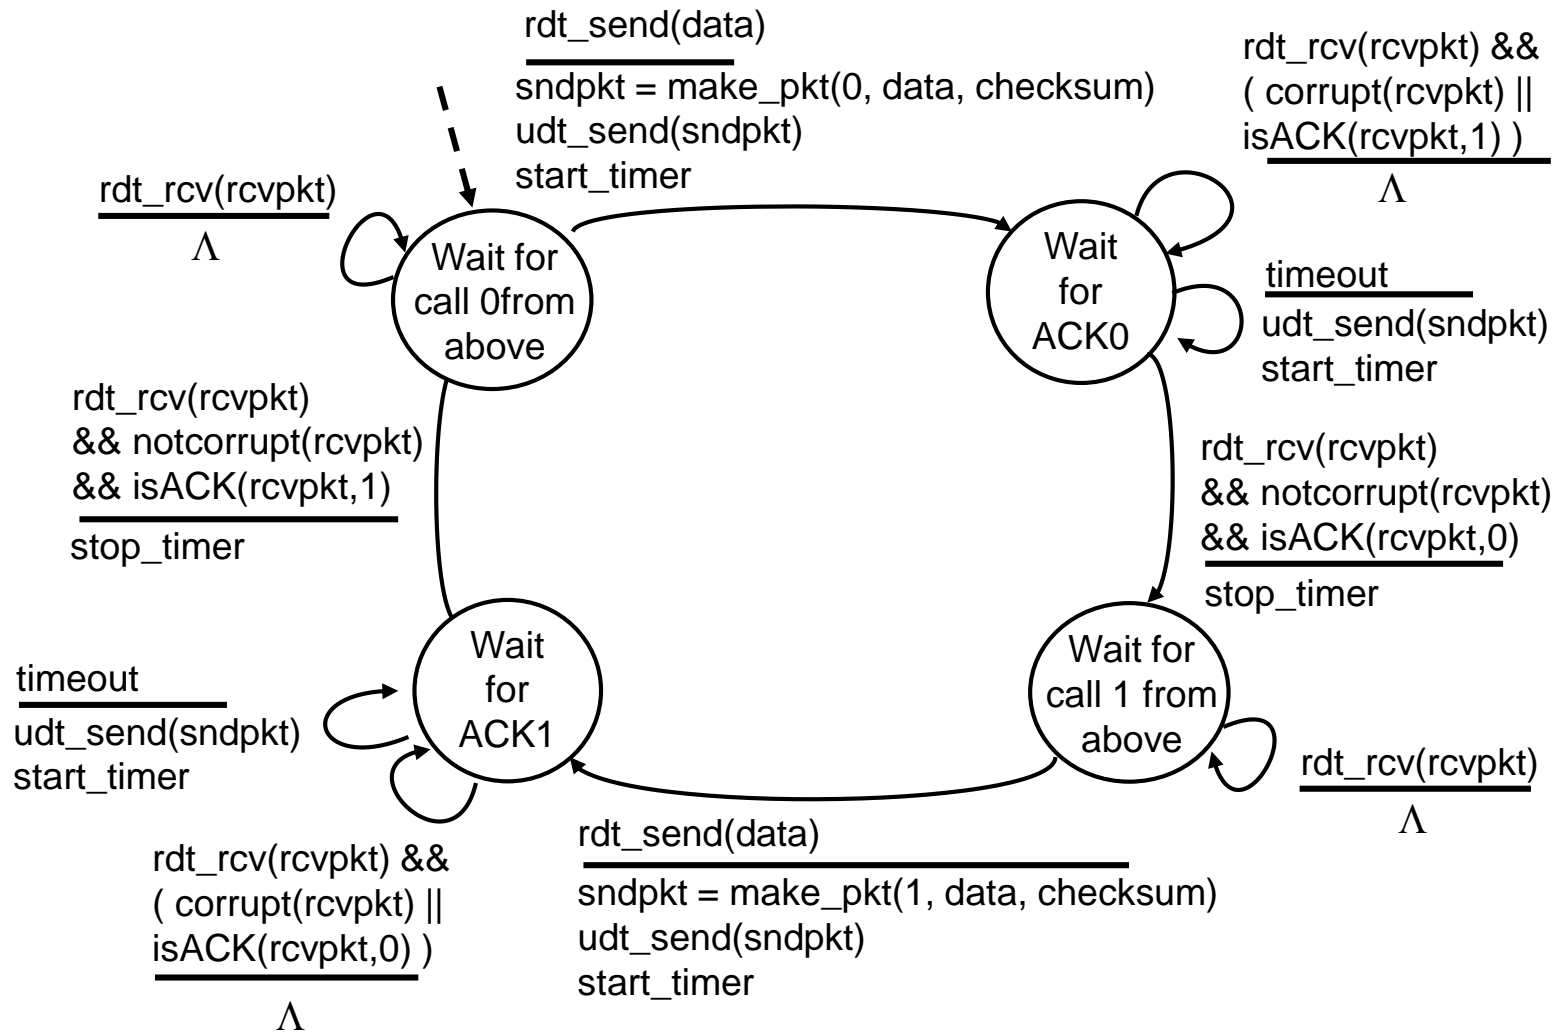 rdt_send(data)
sndpkt = make_pkt(0, data, checksum)
udt_send(sndpkt)
start_timer
rdt_rcv(rcvpkt) &&
( corrupt(rcvpkt) ||
isACK(rcvpkt,1) )
Λ
rdt_rcv(rcvpkt)
Λ
Wait for
call 0from
above
Wait
for
ACK0
timeout
udt_send(sndpkt)
start_timer
rdt_rcv(rcvpkt)
&& notcorrupt(rcvpkt)
&& isACK(rcvpkt,1)
stop_timer
rdt_rcv(rcvpkt)
&& notcorrupt(rcvpkt)
&& isACK(rcvpkt,0)
stop_timer
Wait
for
ACK1
Wait for
call 1 from
above
timeout
udt_send(sndpkt)
start_timer
rdt_rcv(rcvpkt)
Λ
rdt_rcv(rcvpkt) &&
( corrupt(rcvpkt) ||
isACK(rcvpkt,0) )
Λ
rdt_send(data)
sndpkt = make_pkt(1, data, checksum)
udt_send(sndpkt)
start_timer